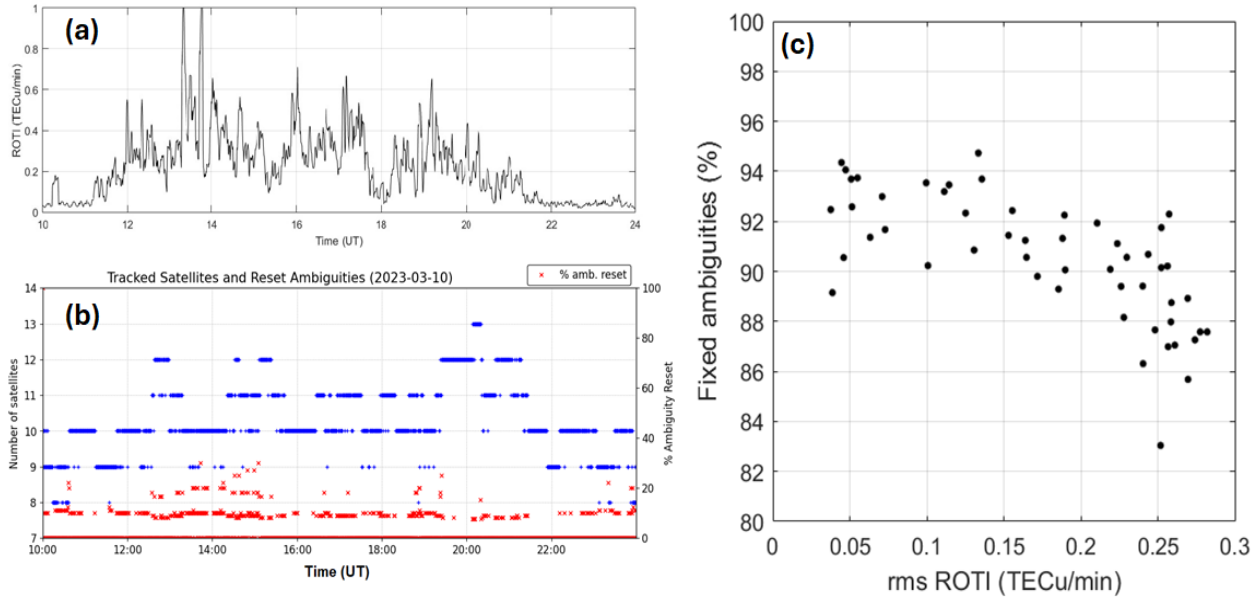 (a)
ROTI (TECu/min)
1
0.8
0.6
0.4
0.2
0
10 12 14 16 18 20 22 24
Time (UT)
Tracked Satellites and Reset Ambiguities (2023-03-10)
× % amb. reset
(b)
Number of satellites
14
13
12
11
10
9
8
7
% Ambiguity Reset
100
80
60
40
20
0
10:00 12:00 14:00 16:00 18:00 20:00 22:00
Time (UT)
(c)
Fixed ambiguities (%)
100
98
96
94
92
90
88
86
84
82
80
0 0.05 0.1 0.15 0.2 0.25 0.3
rms ROTI (TECu/min)